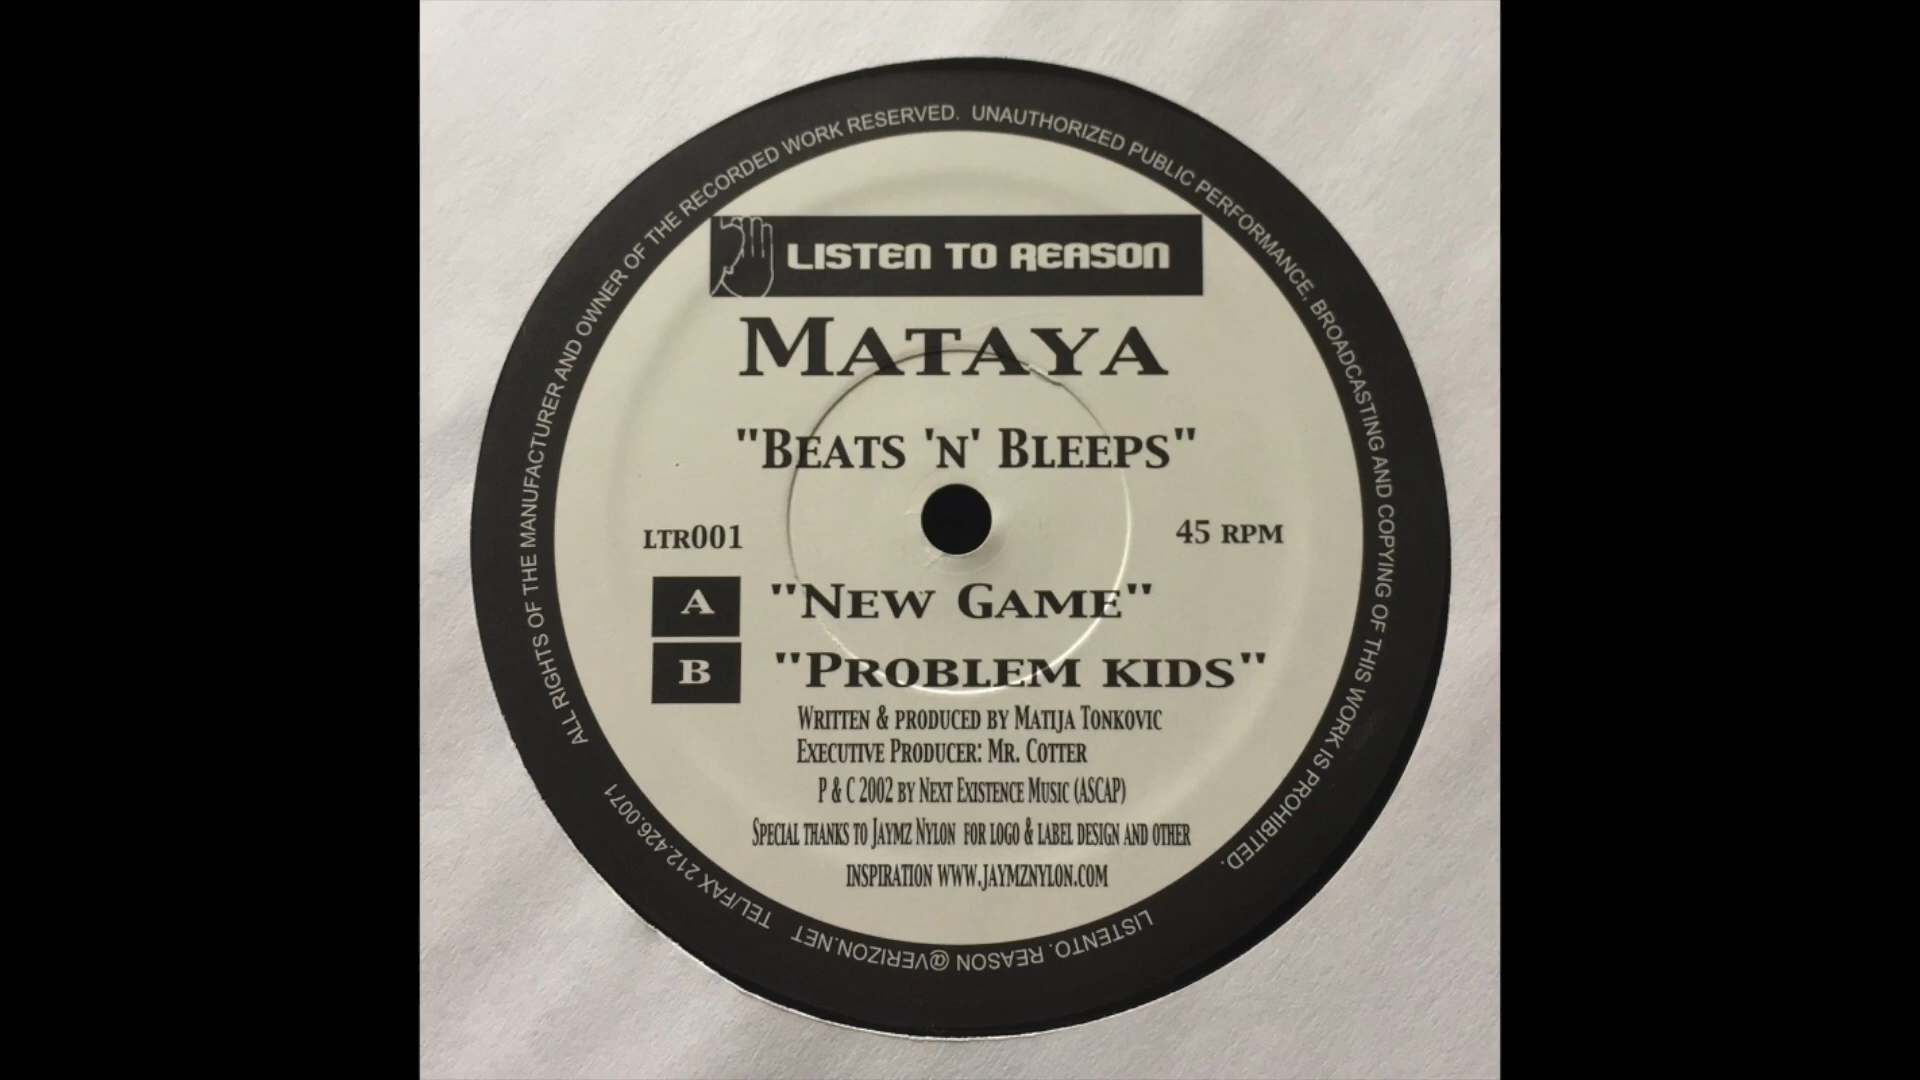 ALL RIGHTS OF THE MANUFACTURER AND OWNER OF THE RECORDED WORK RESERVED. UNAUTHORIZED PUBLIC PERFORMANCE, BROADCASTING AND COPYING OF THIS WORK IS PROHIBITED.
LISTEN TO REASON
MATAYA
"BEATS 'N' BLEEPS"
LTR001
45 RPM
A "NEW GAME"
B "PROBLEM KIDS"
WRITTEN & PRODUCED BY MATIJA TONKOVIC
EXECUTIVE PRODUCER: MR. COTTER
P & C 2002 BY NEXT EXISTENCE MUSIC (ASCAP)
SPECIAL THANKS TO JAYMZ NYLON FOR LOGO & LABEL DESIGN AND OTHER
INSPIRATION WWW.JAYMZNYLON.COM
LISTENTO. REASON @VERIZON.NET TEL/FAX 212.426.0071